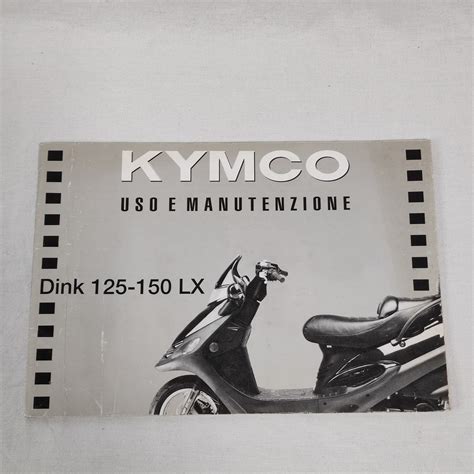 KYMCO
USO E MANUTENZIONE
Dink 125-150 LX